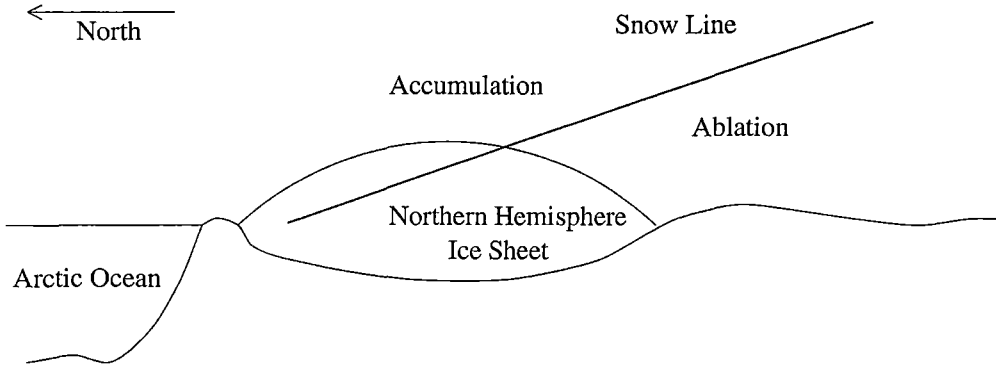 North
Snow Line
Accumulation
Ablation
Northern Hemisphere
Ice Sheet
Arctic Ocean